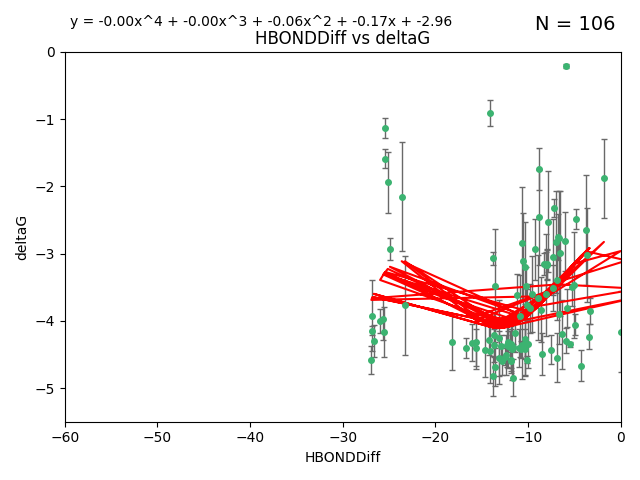 y = -0.00x^4 + -0.00x^3 + -0.06x^2 + -0.17x + -2.96
N = 106
HBONDDiff vs deltaG
0
−1
−2
−3
−4
−5
deltaG
−60 −50 −40 −30 −20 −10 0
HBONDDiff